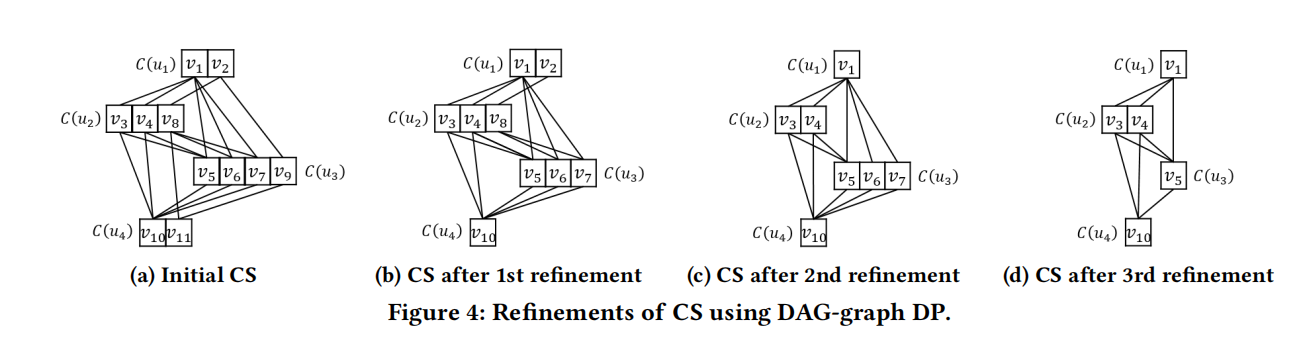 C(u₁) v₁ v₂ C(u₁) v₁ v₂ C(u₁) v₁ C(u₁) v₁
C(u₂) v₃ v₄ v₈ C(u₂) v₃ v₄ v₈ C(u₂) v₃ v₄ C(u₂) v₃ v₄
v₅ v₆ v₇ v₉ C(u₃) v₅ v₆ v₇ C(u₃) v₅ v₆ v₇ C(u₃) v₅ C(u₃)
C(u₄) v₁₀ v₁₁ C(u₄) v₁₀ C(u₄) v₁₀ C(u₄) v₁₀
(a) Initial CS (b) CS after 1st refinement (c) CS after 2nd refinement (d) CS after 3rd refinement
Figure 4: Refinements of CS using DAG-graph DP.